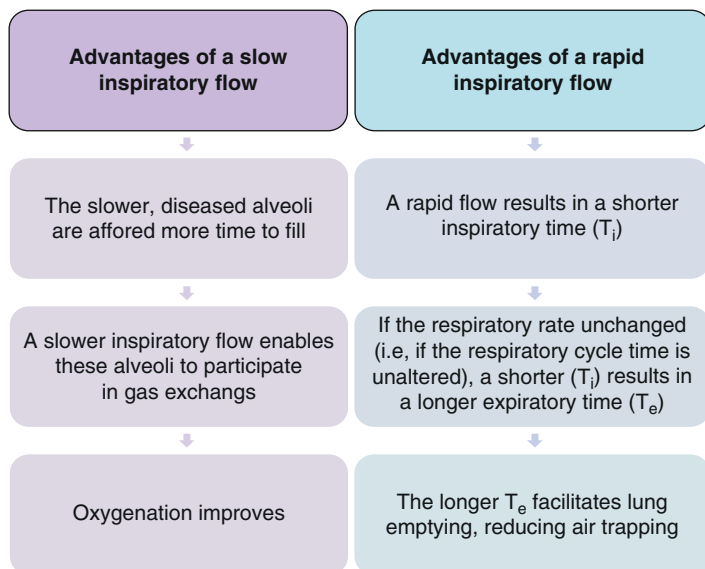 Advantages of a slow
inspiratory flow
The slower, diseased alveoli
are afforded more time to fill
A slower inspiratory flow enables
these alveoli to participate
in gas exchangs
Oxygenation improves
Advantages of a rapid
inspiratory flow
A rapid flow results in a shorter
inspiratory time (Ti)
If the respiratory rate unchanged
(i.e, if the respiratory cycle time is
unaltered), a shorter (Ti) results in
a longer expiratory time (Te)
The longer Te facilitates lung
emptying, reducing air trapping